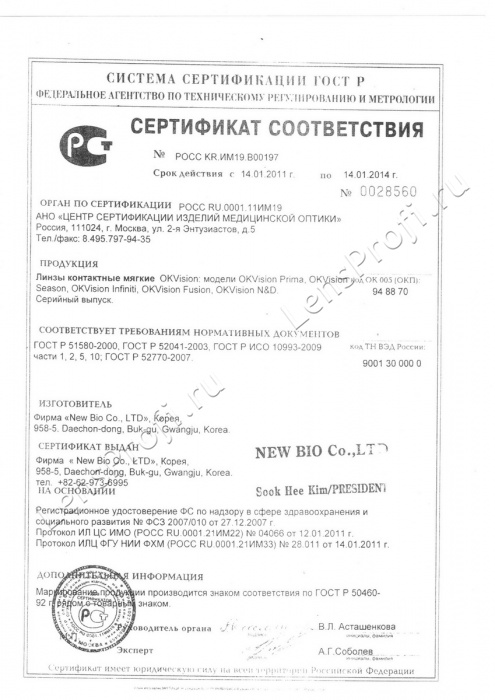 СИСТЕМА СЕРТИФИКАЦИИ ГОСТ Р
ФЕДЕРАЛЬНОЕ АГЕНТСТВО ПО ТЕХНИЧЕСКОМУ РЕГУЛИРОВАНИЮ И МЕТРОЛОГИИ
СЕРТИФИКАТ СООТВЕТСТВИЯ
№ РОСС KR.ИМ19.В00197
Срок действия с 14.01.2011 г. по 14.01.2014 г.
№ 0028560
ОРГАН ПО СЕРТИФИКАЦИИ РОСС RU.0001.11ИМ19
АНО «ЦЕНТР СЕРТИФИКАЦИИ ИЗДЕЛИЙ МЕДИЦИНСКОЙ ОПТИКИ»
Россия, 111024, г. Москва, ул. 2-я Энтузиастов, д.5
Тел./факс: 8.495.797-94-35
ПРОДУКЦИЯ
Линзы контактные мягкие OKVision: модели OKVision Prima, OKVision код ОК 005 (ОКП):
Season, OKVision Infiniti, OKVision Fusion, OKVision N&D. 94 88 70
Серийный выпуск.
СООТВЕТСТВУЕТ ТРЕБОВАНИЯМ НОРМАТИВНЫХ ДОКУМЕНТОВ
ГОСТ Р 51580-2000, ГОСТ Р 52041-2003, ГОСТ Р ИСО 10993-2009 код ТН ВЭД России:
части 1, 2, 5, 10; ГОСТ Р 52770-2007. 9001 30 000 0
ИЗГОТОВИТЕЛЬ
Фирма «New Bio Co., LTD», Корея,
958-5. Daechon-dong, Buk-gu, Gwangju, Korea.
СЕРТИФИКАТ ВЫДАН
Фирма « New Bio Co., LTD», Корея,
958-5, Daechon-dong, Buk-gu, Gwangju, Korea.
тел. +82-62-973-6995
NEW BIO Co.,LTD
Sook Hee Kim/PRESIDENT
НА ОСНОВАНИИ
Регистрационное удостоверение ФС по надзору в сфере здравоохранения и
социального развития № ФСЗ 2007/010 от 27.12.2007 г.
Протокол ИЛ ЦС ИМО (РОСС RU.0001.21ИМ22) № 04066 от 12.01.2011 г.
Протокол ИЛЦ ФГУ НИИ ФХМ (РОСС RU.0001.21ИМ33) № 28.011 от 14.01.2011 г.
ДОПОЛНИТЕЛЬНАЯ ИНФОРМАЦИЯ
Маркирование продукции производится знаком соответствия по ГОСТ Р 50460-
92 г. рядом с товарным знаком.
Руководитель органа В.Л. Асташенкова
Эксперт А.Г.Соболев
Сертификат имеет юридическую силу на всей территории Российской Федерации
LensProfi.ru